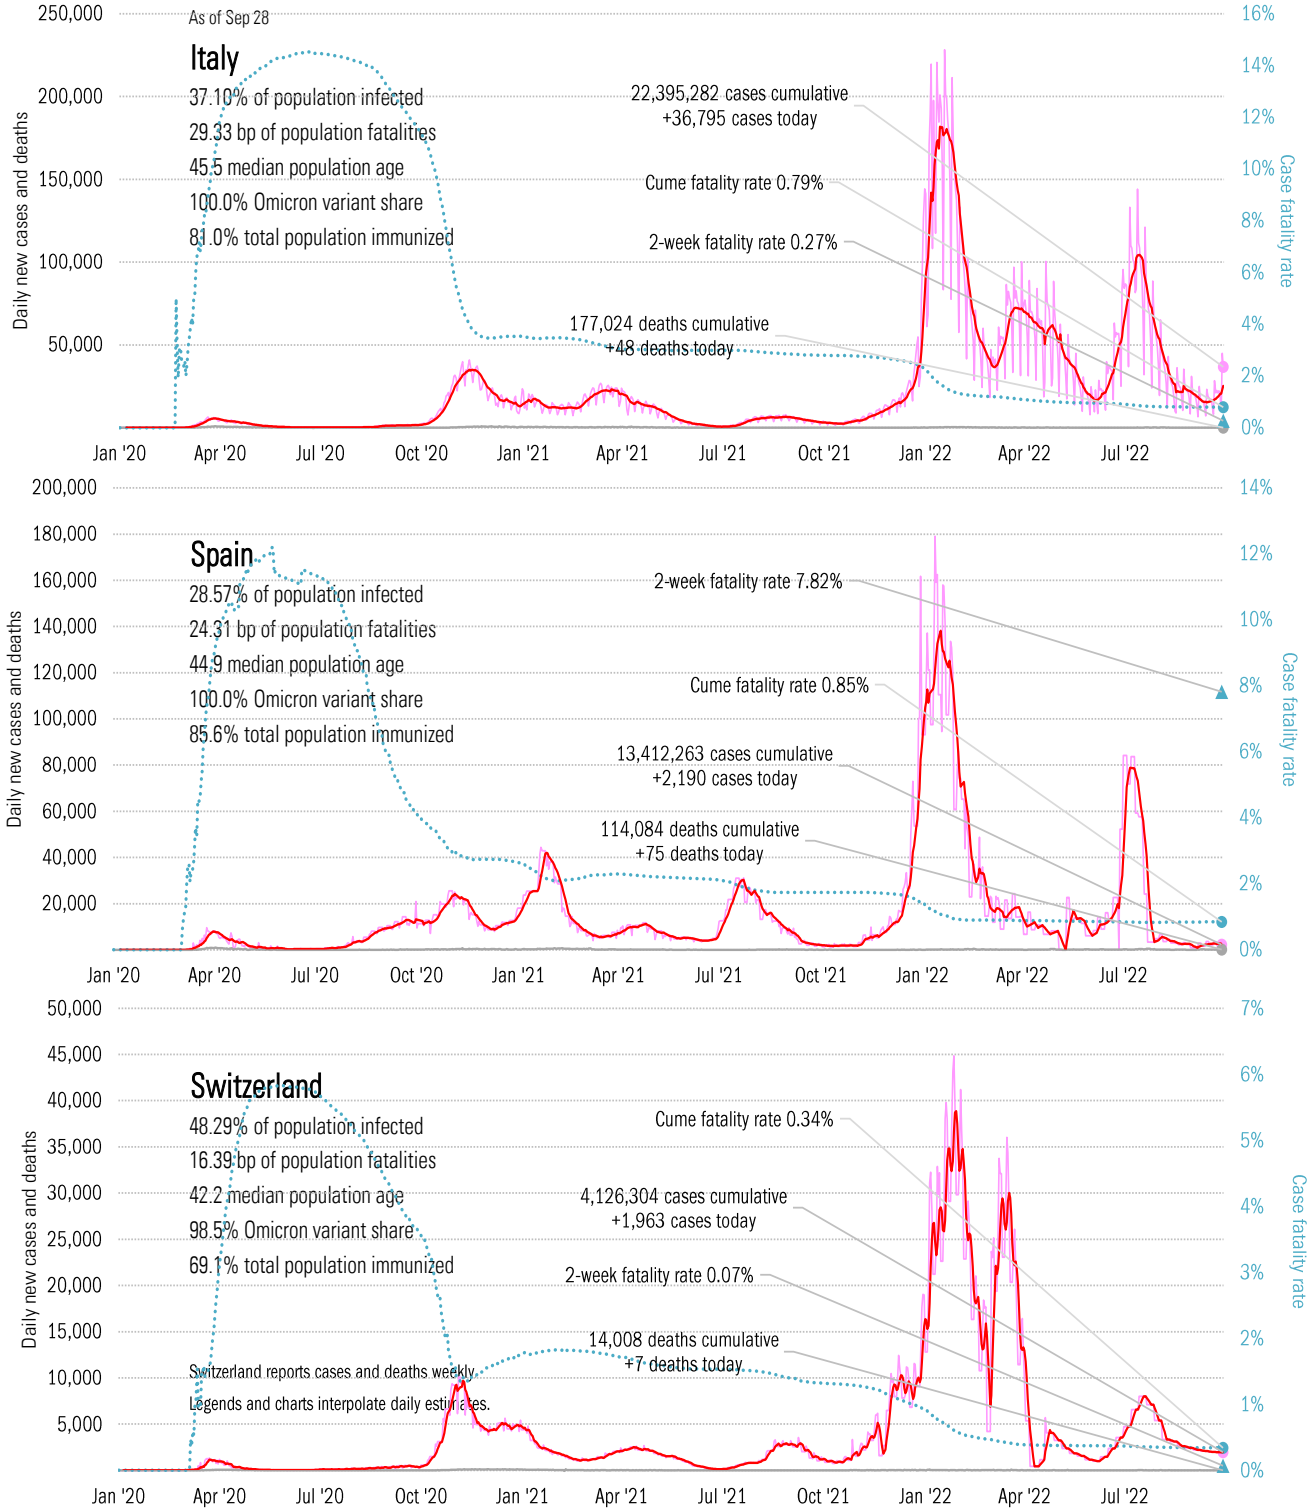 As of Sep 28
Italy
37.10% of population infected
29.33 bp of population fatalities
45.5 median population age
100.0% Omicron variant share
81.0% total population immunized
22,395,282 cases cumulative
+36,795 cases today
Cume fatality rate 0.79%
2-week fatality rate 0.27%
177,024 deaths cumulative
+48 deaths today
Daily new cases and deaths
250,000
200,000
150,000
100,000
50,000
Case fatality rate
16%
14%
12%
10%
8%
6%
4%
2%
0%
Jan '20 Apr '20 Jul '20 Oct '20 Jan '21 Apr '21 Jul '21 Oct '21 Jan '22 Apr '22 Jul '22
Spain
28.57% of population infected
24.31 bp of population fatalities
44.9 median population age
100.0% Omicron variant share
85.6% total population immunized
2-week fatality rate 7.82%
Cume fatality rate 0.85%
13,412,263 cases cumulative
+2,190 cases today
114,084 deaths cumulative
+75 deaths today
Daily new cases and deaths
200,000
180,000
160,000
140,000
120,000
100,000
80,000
60,000
40,000
20,000
Case fatality rate
14%
12%
10%
8%
6%
4%
2%
0%
Jan '20 Apr '20 Jul '20 Oct '20 Jan '21 Apr '21 Jul '21 Oct '21 Jan '22 Apr '22 Jul '22
Switzerland
48.29% of population infected
16.39 bp of population fatalities
42.2 median population age
98.5% Omicron variant share
69.1% total population immunized
Switzerland reports cases and deaths weekly.
Legends and charts interpolate daily estimates.
Cume fatality rate 0.34%
4,126,304 cases cumulative
+1,963 cases today
2-week fatality rate 0.07%
14,008 deaths cumulative
+7 deaths today
Daily new cases and deaths
50,000
45,000
40,000
35,000
30,000
25,000
20,000
15,000
10,000
5,000
Case fatality rate
7%
6%
5%
4%
3%
2%
1%
0%
Jan '20 Apr '20 Jul '20 Oct '20 Jan '21 Apr '21 Jul '21 Oct '21 Jan '22 Apr '22 Jul '22